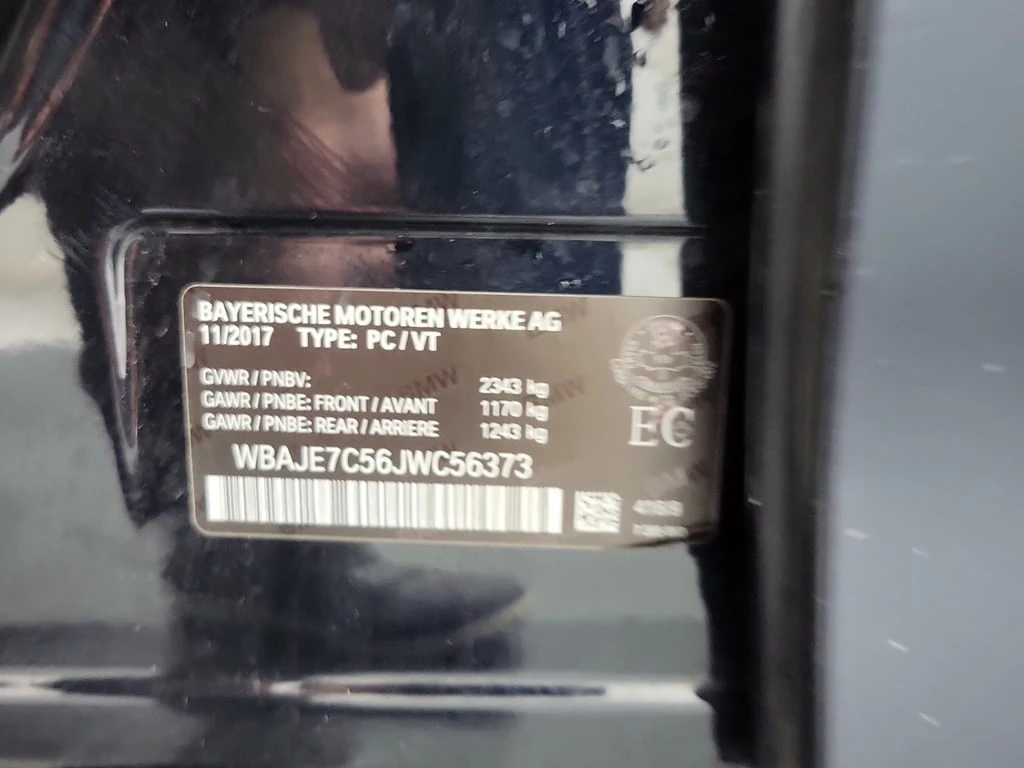 BAYERISCHE MOTOREN WERKE AG
11/2017 TYPE: PC/VT
GVWR/PNBV: 2343 kg
GAWR/PNBE: FRONT/AVANT 1170 kg
GAWR/PNBE: REAR/ARRIERE 1243 kg
WBAJE7C56JWC56373
EC